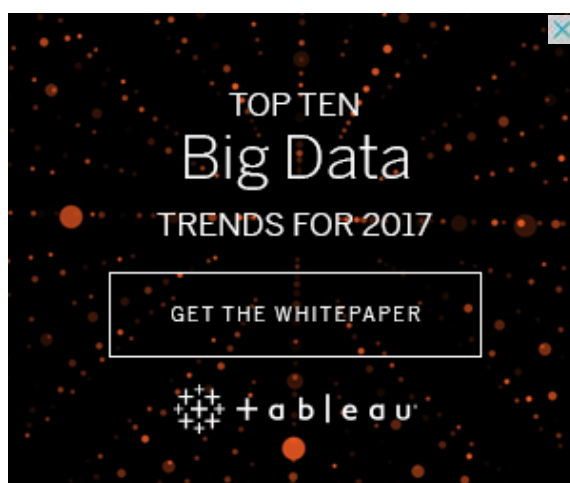 TOP TEN
Big Data
TRENDS FOR 2017
GET THE WHITEPAPER
+ableau